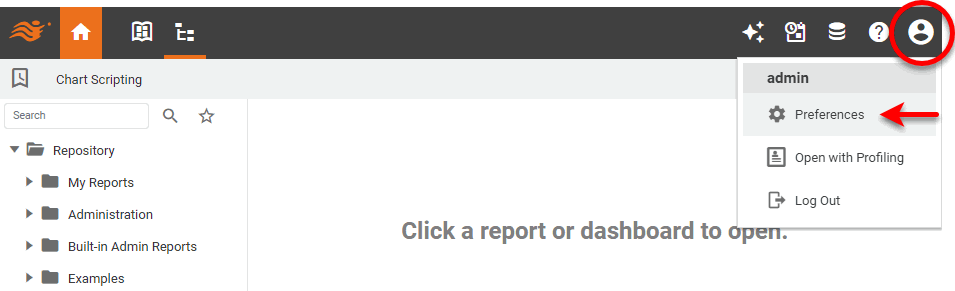 Chart Scripting
admin
Search
Preferences
Repository
Open with Profiling
My Reports
Log Out
Administration
Click a report or dashboard to open.
Built-in Admin Reports
Examples